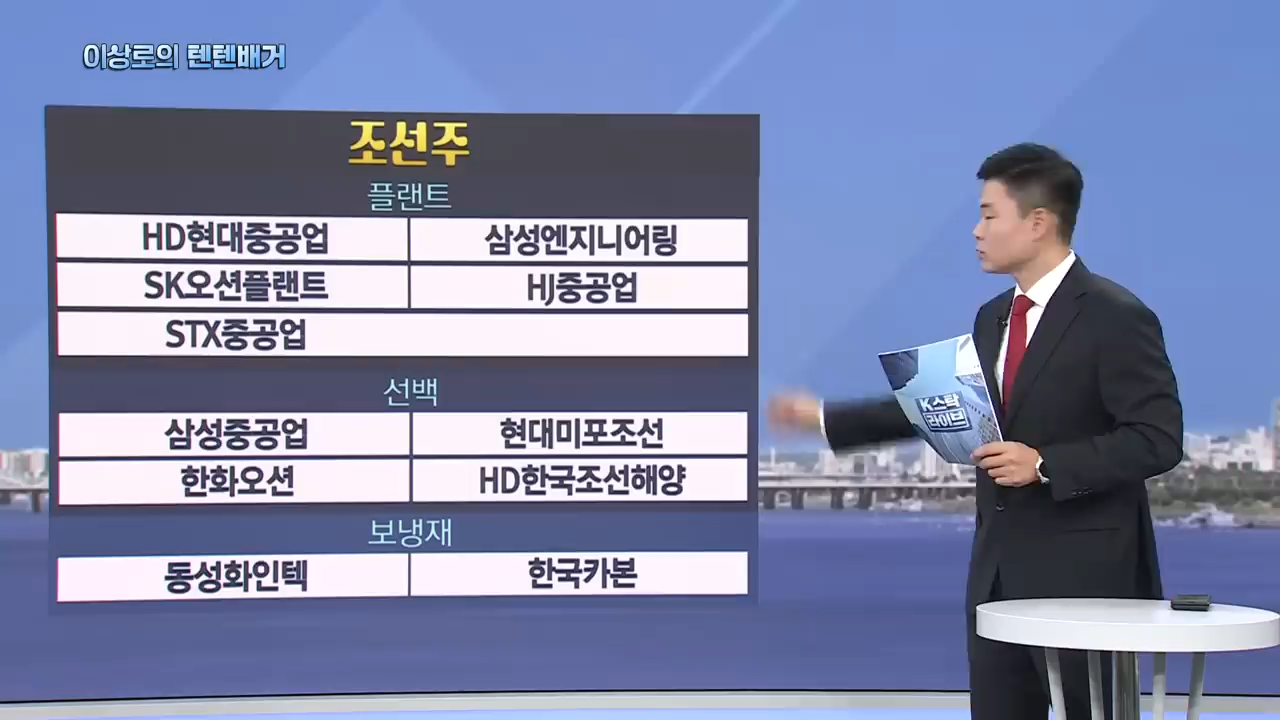 이상로의 텐텐배거
조선주
플랜트
HD현대중공업 삼성엔지니어링
SK오션플랜트 HJ중공업
STX중공업
선백
삼성중공업 현대미포조선
한화오션 HD한국조선해양
보냉재
동성화인텍 한국카본
K스탁
라이브